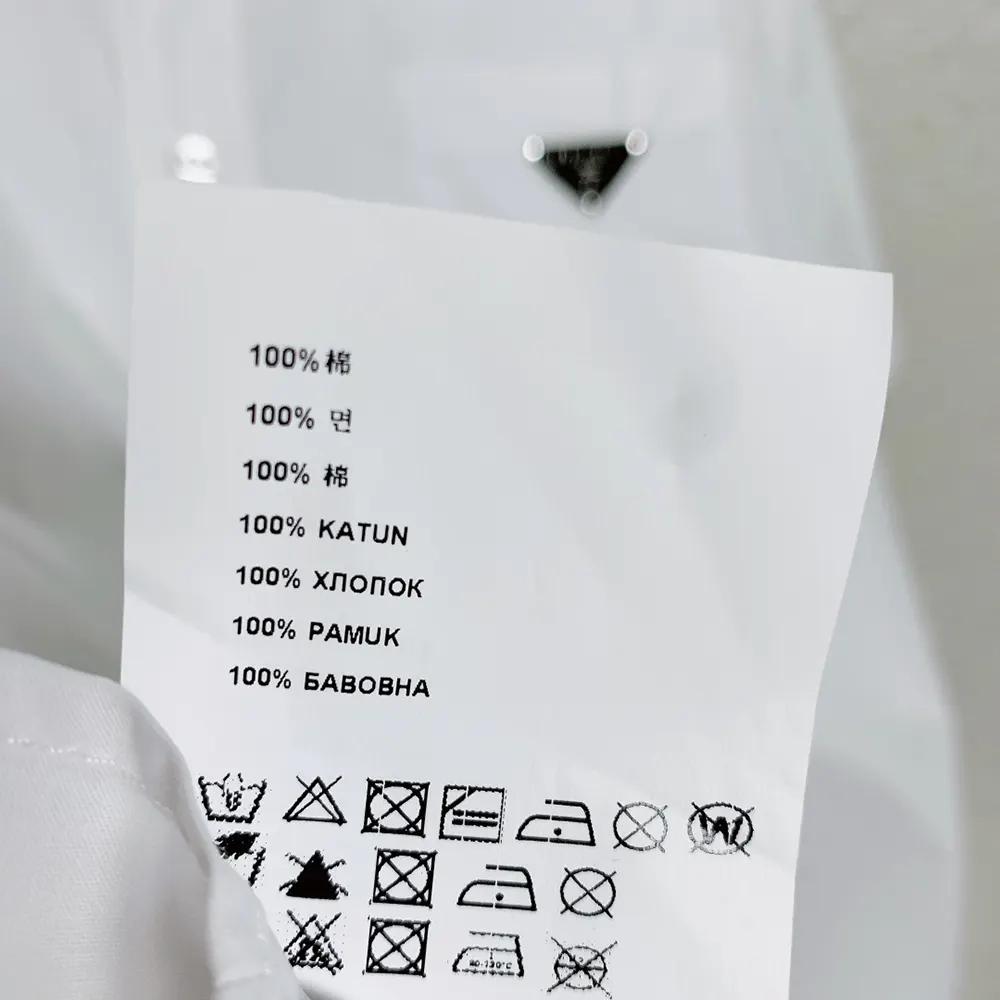 100% 棉
100% 면
100% 棉
100% KATUN
100% ХЛОПОК
100% PAMUK
100% БАВОВНА
W